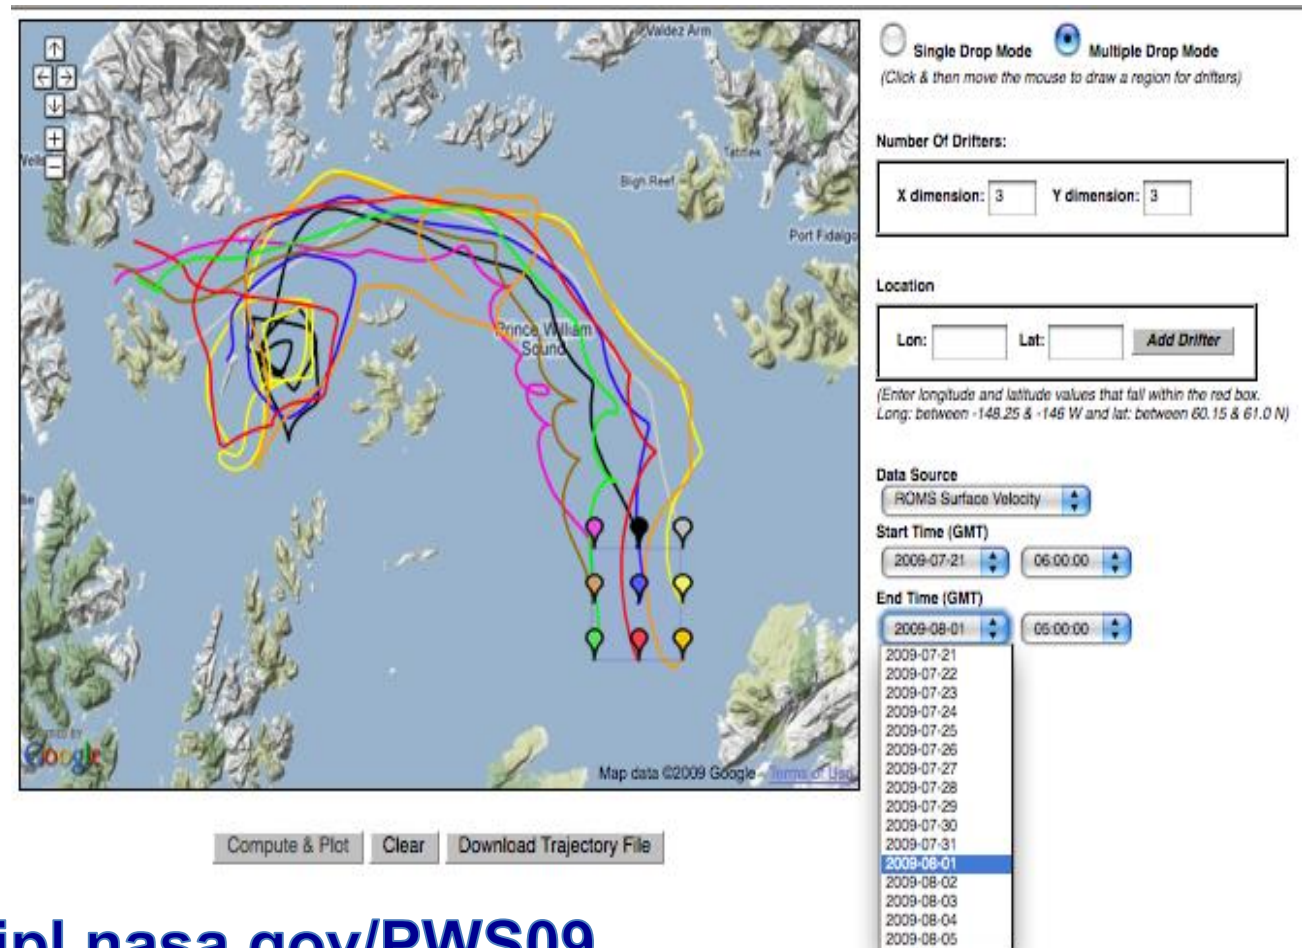 Valdez Arm
Tatitlek
Bligh Reef
Port Fidalgo
Prince William
Sound
POWERED BY
Google
Map data ©2009 Google - Terms of Use
Compute & Plot
Clear
Download Trajectory File
Single Drop Mode
Multiple Drop Mode
(Click & then move the mouse to draw a region for drifters)
Number Of Drifters:
X dimension: 3
Y dimension: 3
Location
Lon:
Lat:
Add Drifter
(Enter longitude and latitude values that fall within the red box.
Long: between -148.25 & -146 W and lat: between 60.15 & 61.0 N)
Data Source
ROMS Surface Velocity
Start Time (GMT)
2009-07-21
06:00:00
End Time (GMT)
2009-08-01
05:00:00
2009-07-21
2009-07-22
2009-07-23
2009-07-24
2009-07-25
2009-07-26
2009-07-27
2009-07-28
2009-07-29
2009-07-30
2009-07-31
2009-08-01
2009-08-02
2009-08-03
2009-08-04
2009-08-05
jpl.nasa.gov/PWS09